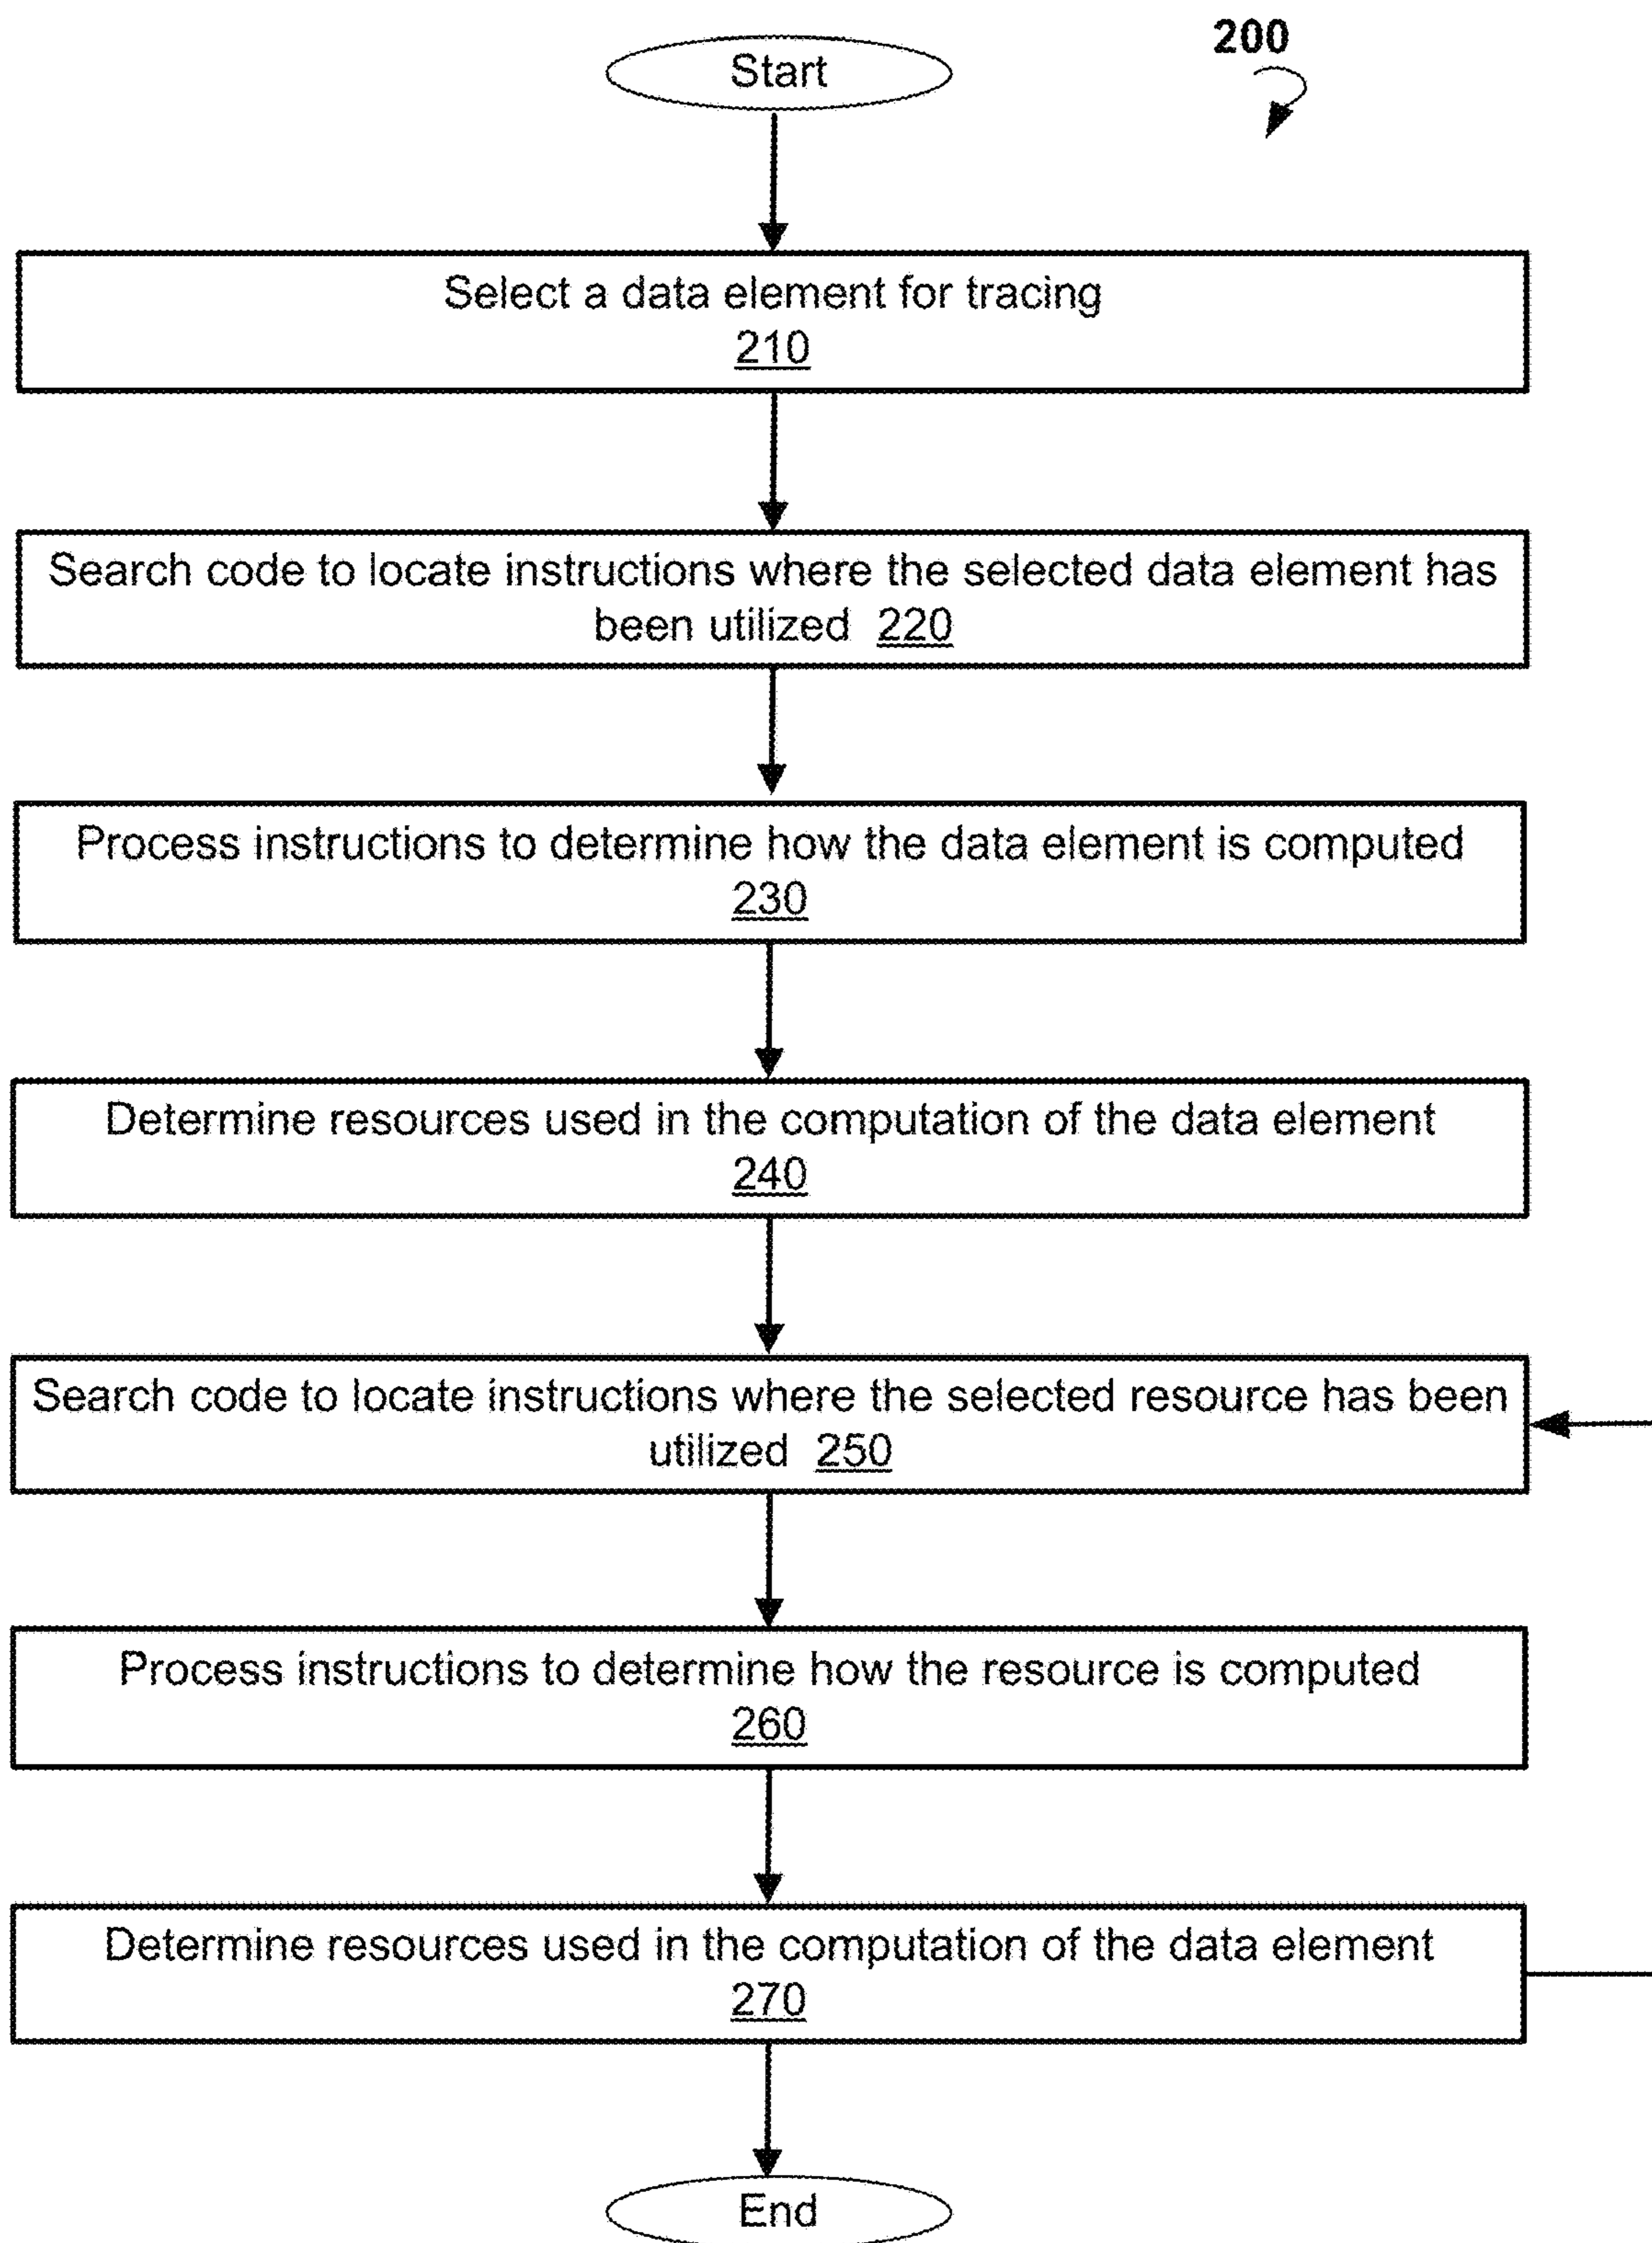 200
Start
Select a data element for tracing
210
Search code to locate instructions where the selected data element has
been utilized 220
Process instructions to determine how the data element is computed
230
Determine resources used in the computation of the data element
240
Search code to locate instructions where the selected resource has been
utilized 250
Process instructions to determine how the resource is computed
260
Determine resources used in the computation of the data element
270
End